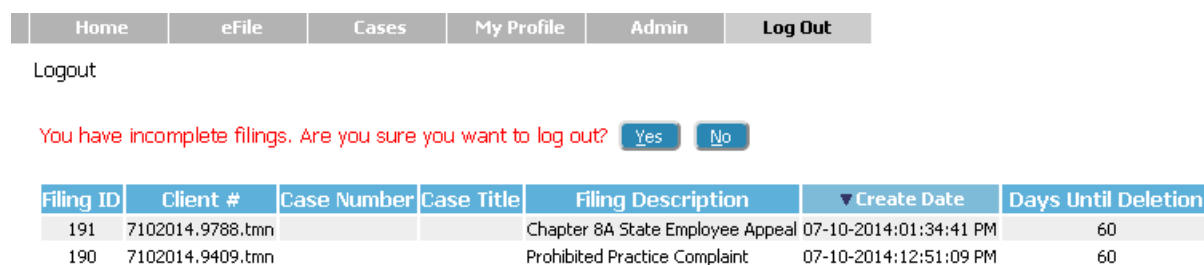 Home eFile Cases My Profile Admin Log Out
Logout
You have incomplete filings. Are you sure you want to log out? Yes No
Filing ID Client # Case Number Case Title Filing Description ▼Create Date Days Until Deletion
191 7102014.9788.tmn Chapter 8A State Employee Appeal 07-10-2014:01:34:41 PM 60
190 7102014.9409.tmn Prohibited Practice Complaint 07-10-2014:12:51:09 PM 60